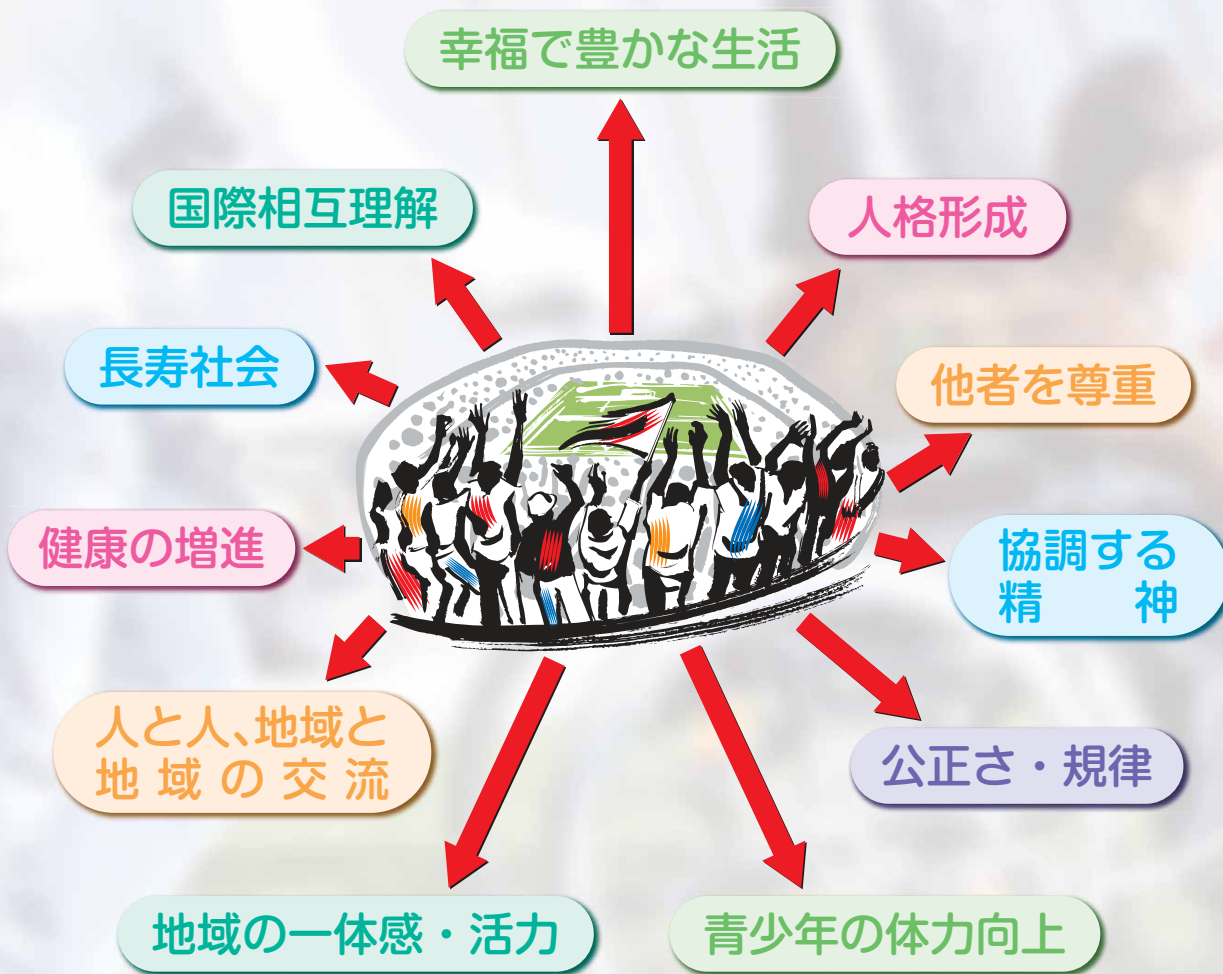 幸福で豊かな生活
国際相互理解
人格形成
長寿社会
他者を尊重
健康の増進
協調する
精　神
人と人、地域と
地域の交流
公正さ・規律
地域の一体感・活力
青少年の体力向上